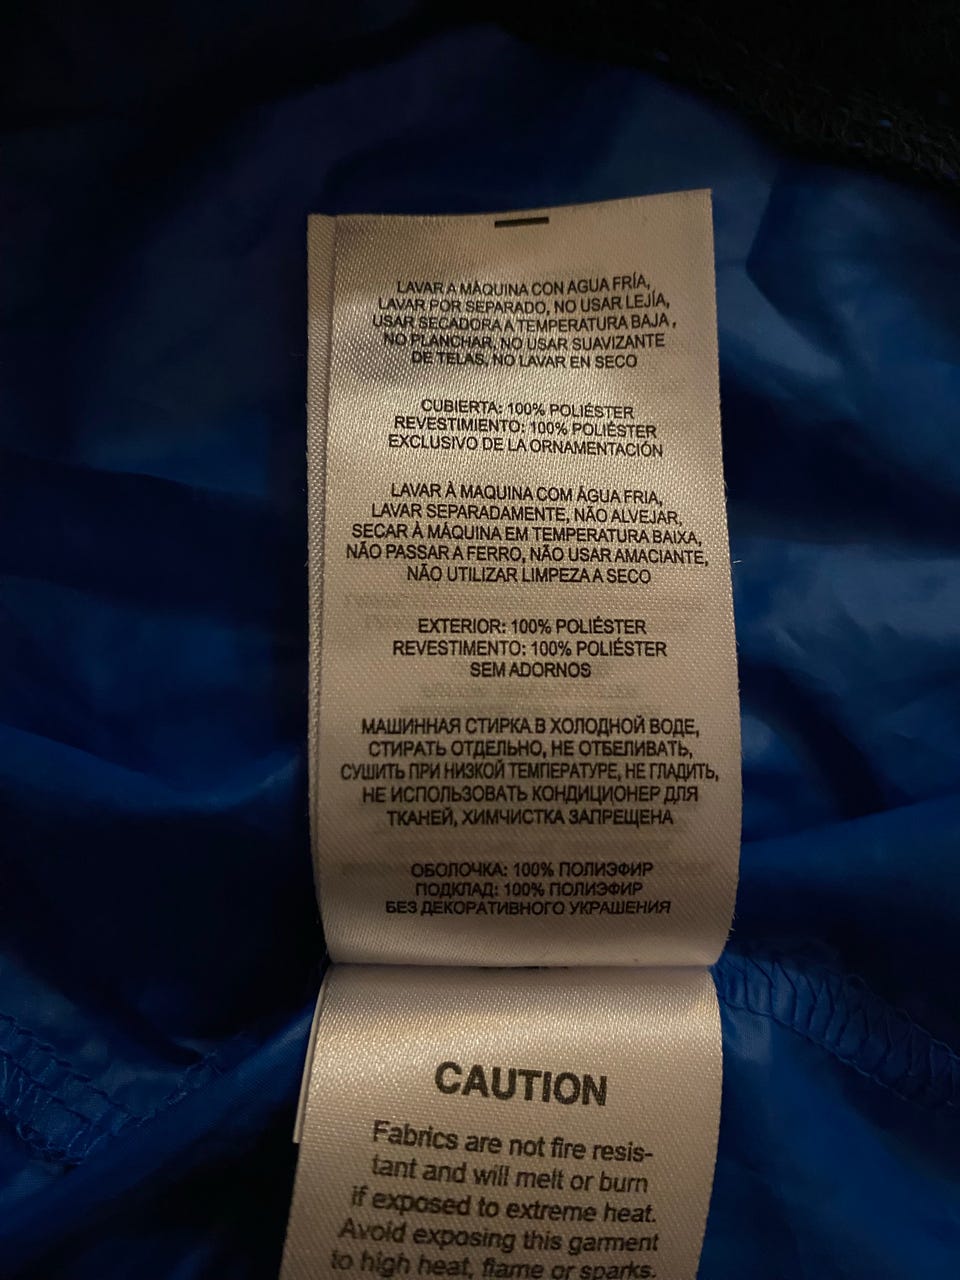 LAVAR A MÁQUINA CON AGUA FRÍA,
LAVAR POR SEPARADO, NO USAR LEJÍA,
USAR SECADORA A TEMPERATURA BAJA,
NO PLANCHAR, NO USAR SUAVIZANTE
DE TELAS, NO LAVAR EN SECO
CUBIERTA: 100% POLIÉSTER
REVESTIMIENTO: 100% POLIÉSTER
EXCLUSIVO DE LA ORNAMENTACIÓN
LAVAR À MAQUINA COM ÁGUA FRIA,
LAVAR SEPARADAMENTE, NÃO ALVEJAR,
SECAR À MÁQUINA EM TEMPERATURA BAIXA,
NÃO PASSAR A FERRO, NÃO USAR AMACIANTE,
NÃO UTILIZAR LIMPEZA A SECO
EXTERIOR: 100% POLIÉSTER
REVESTIMENTO: 100% POLIÉSTER
SEM ADORNOS
МАШИННАЯ СТИРКА В ХОЛОДНОЙ ВОДЕ,
СТИРАТЬ ОТДЕЛЬНО, НЕ ОТБЕЛИВАТЬ,
СУШИТЬ ПРИ НИЗКОЙ ТЕМПЕРАТУРЕ, НЕ ГЛАДИТЬ,
НЕ ИСПОЛЬЗОВАТЬ КОНДИЦИОНЕР ДЛЯ
ТКАНЕЙ, ХИМЧИСТКА ЗАПРЕЩЕНА
ОБОЛОЧКА: 100% ПОЛИЭФИР
ПОДКЛАД: 100% ПОЛИЭФИР
БЕЗ ДЕКОРАТИВНОГО УКРАШЕНИЯ
CAUTION
Fabrics are not fire resis-
tant and will melt or burn
if exposed to extreme heat.
Avoid exposing this garment
to high heat, flame or sparks.